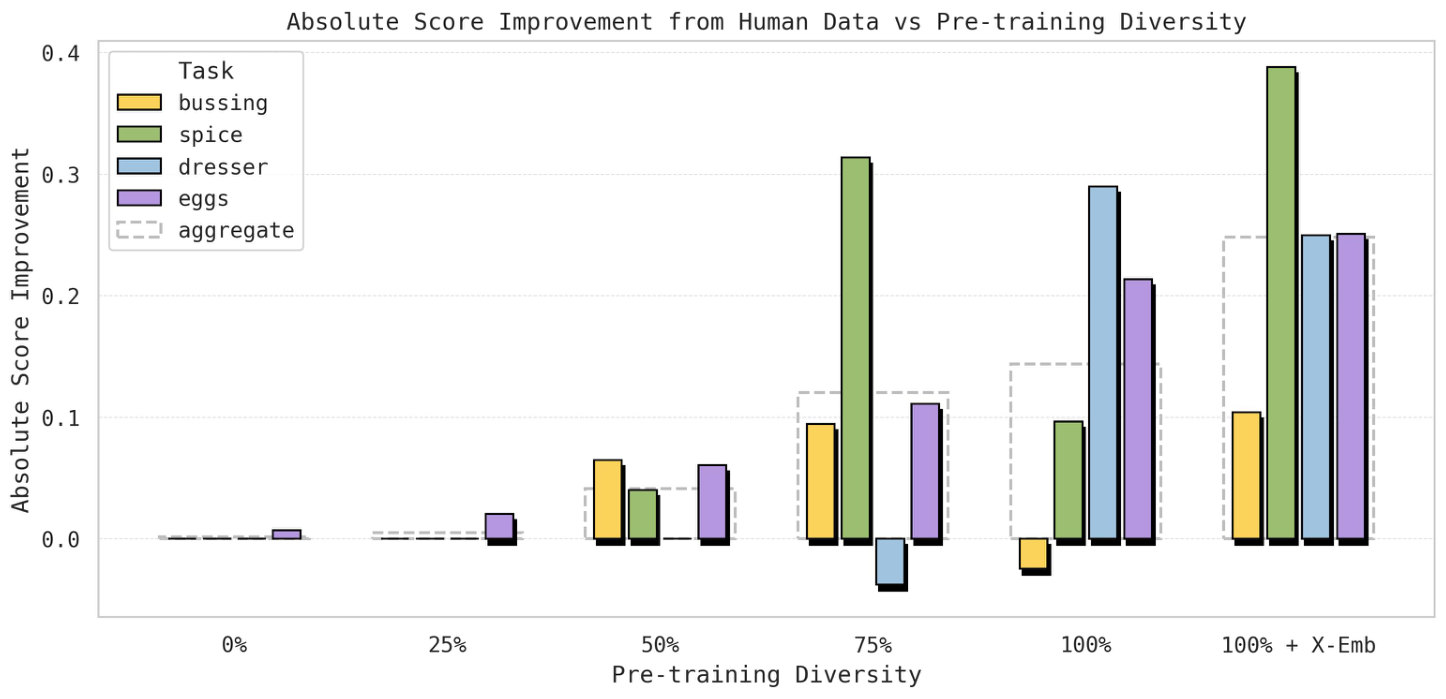 Absolute Score Improvement from Human Data vs Pre-training Diversity
Absolute Score Improvement
0.4
0.3
0.2
0.1
0.0
Task
bussing
spice
dresser
eggs
aggregate
0%
25%
50%
75%
100%
100% + X-Emb
Pre-training Diversity